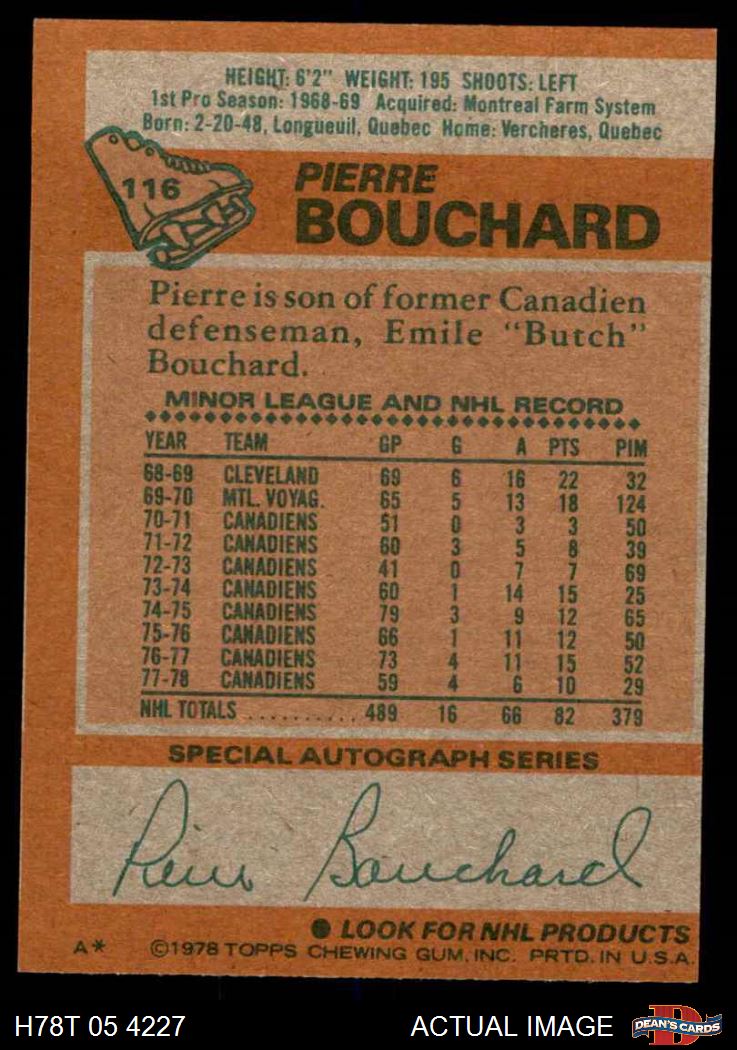 HEIGHT: 6'2" WEIGHT: 195 SHOOTS: LEFT
1st Pro Season: 1968-69 Acquired: Montreal Farm System
Born: 2-20-48, Longueuil, Quebec Home: Vercheres, Quebec
116
PIERRE
BOUCHARD
Pierre is son of former Canadien
defenseman, Emile "Butch"
Bouchard.
MINOR LEAGUE AND NHL RECORD
YEAR TEAM GP G A PTS PIM
68-69 CLEVELAND 69 6 16 22 32
69-70 MTL. VOYAG. 65 5 13 18 124
70-71 CANADIENS 51 0 3 3 50
71-72 CANADIENS 60 3 5 8 39
72-73 CANADIENS 41 0 7 7 69
73-74 CANADIENS 60 1 14 15 25
74-75 CANADIENS 79 3 9 12 65
75-76 CANADIENS 66 1 11 12 50
76-77 CANADIENS 73 4 11 15 52
77-78 CANADIENS 59 4 6 10 29
NHL TOTALS .......... 489 16 66 82 379
SPECIAL AUTOGRAPH SERIES
Pierre Bouchard
● LOOK FOR NHL PRODUCTS
A* ©1978 TOPPS CHEWING GUM, INC. PRTD. IN U.S.A.
H78T 05 4227 ACTUAL IMAGE DEAN'S CARDS